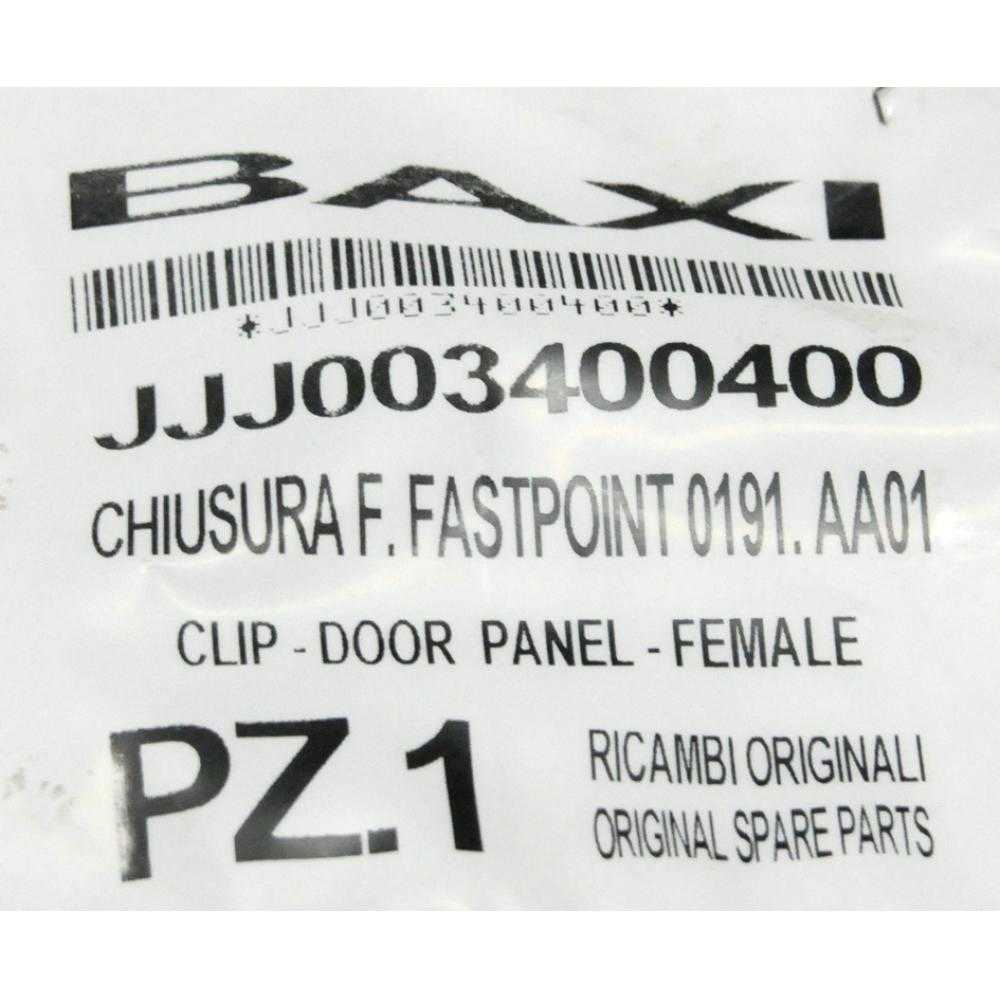 BAXI
*JJJ003400400*
JJJ003400400
CHIUSURA F. FASTPOINT 0191. AA01
CLIP - DOOR PANEL - FEMALE
PZ.1
RICAMBI ORIGINALI
ORIGINAL SPARE PARTS